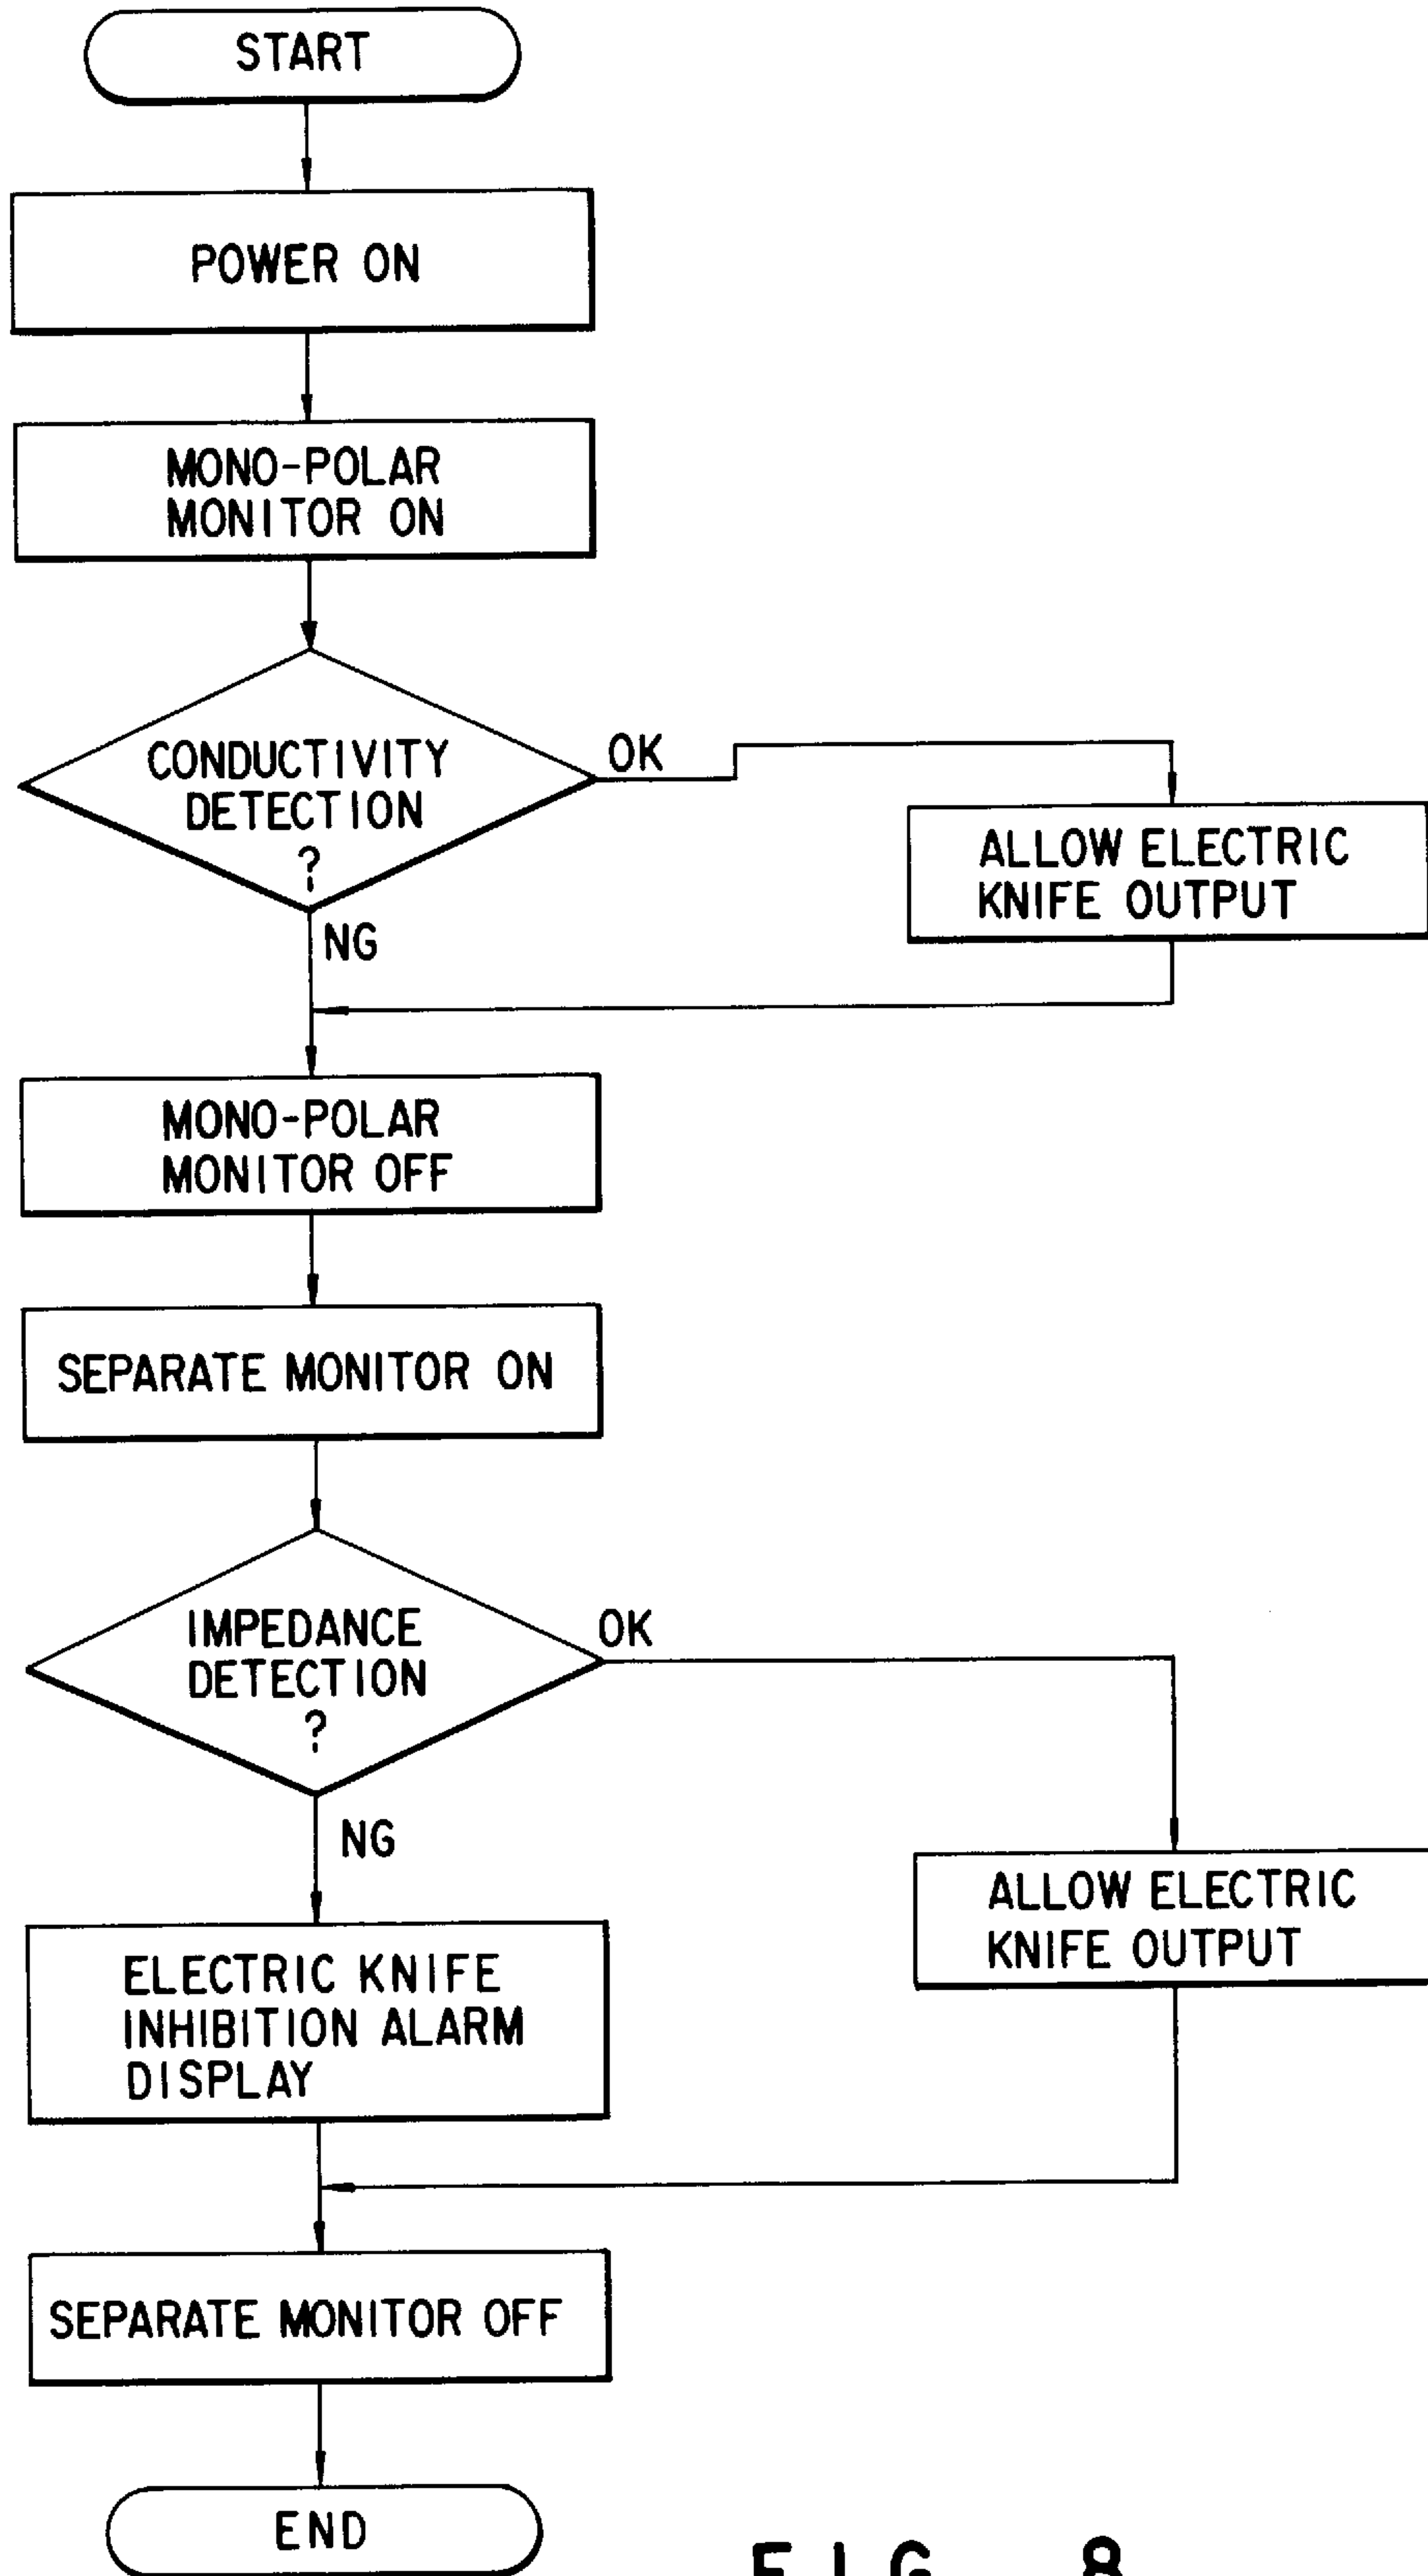 START
POWER ON
MONO-POLAR
MONITOR ON
CONDUCTIVITY
DETECTION
?
OK
NG
ALLOW ELECTRIC
KNIFE OUTPUT
MONO-POLAR
MONITOR OFF
SEPARATE MONITOR ON
IMPEDANCE
DETECTION
?
OK
NG
ALLOW ELECTRIC
KNIFE OUTPUT
ELECTRIC KNIFE
INHIBITION ALARM
DISPLAY
SEPARATE MONITOR OFF
END
FIG. 8